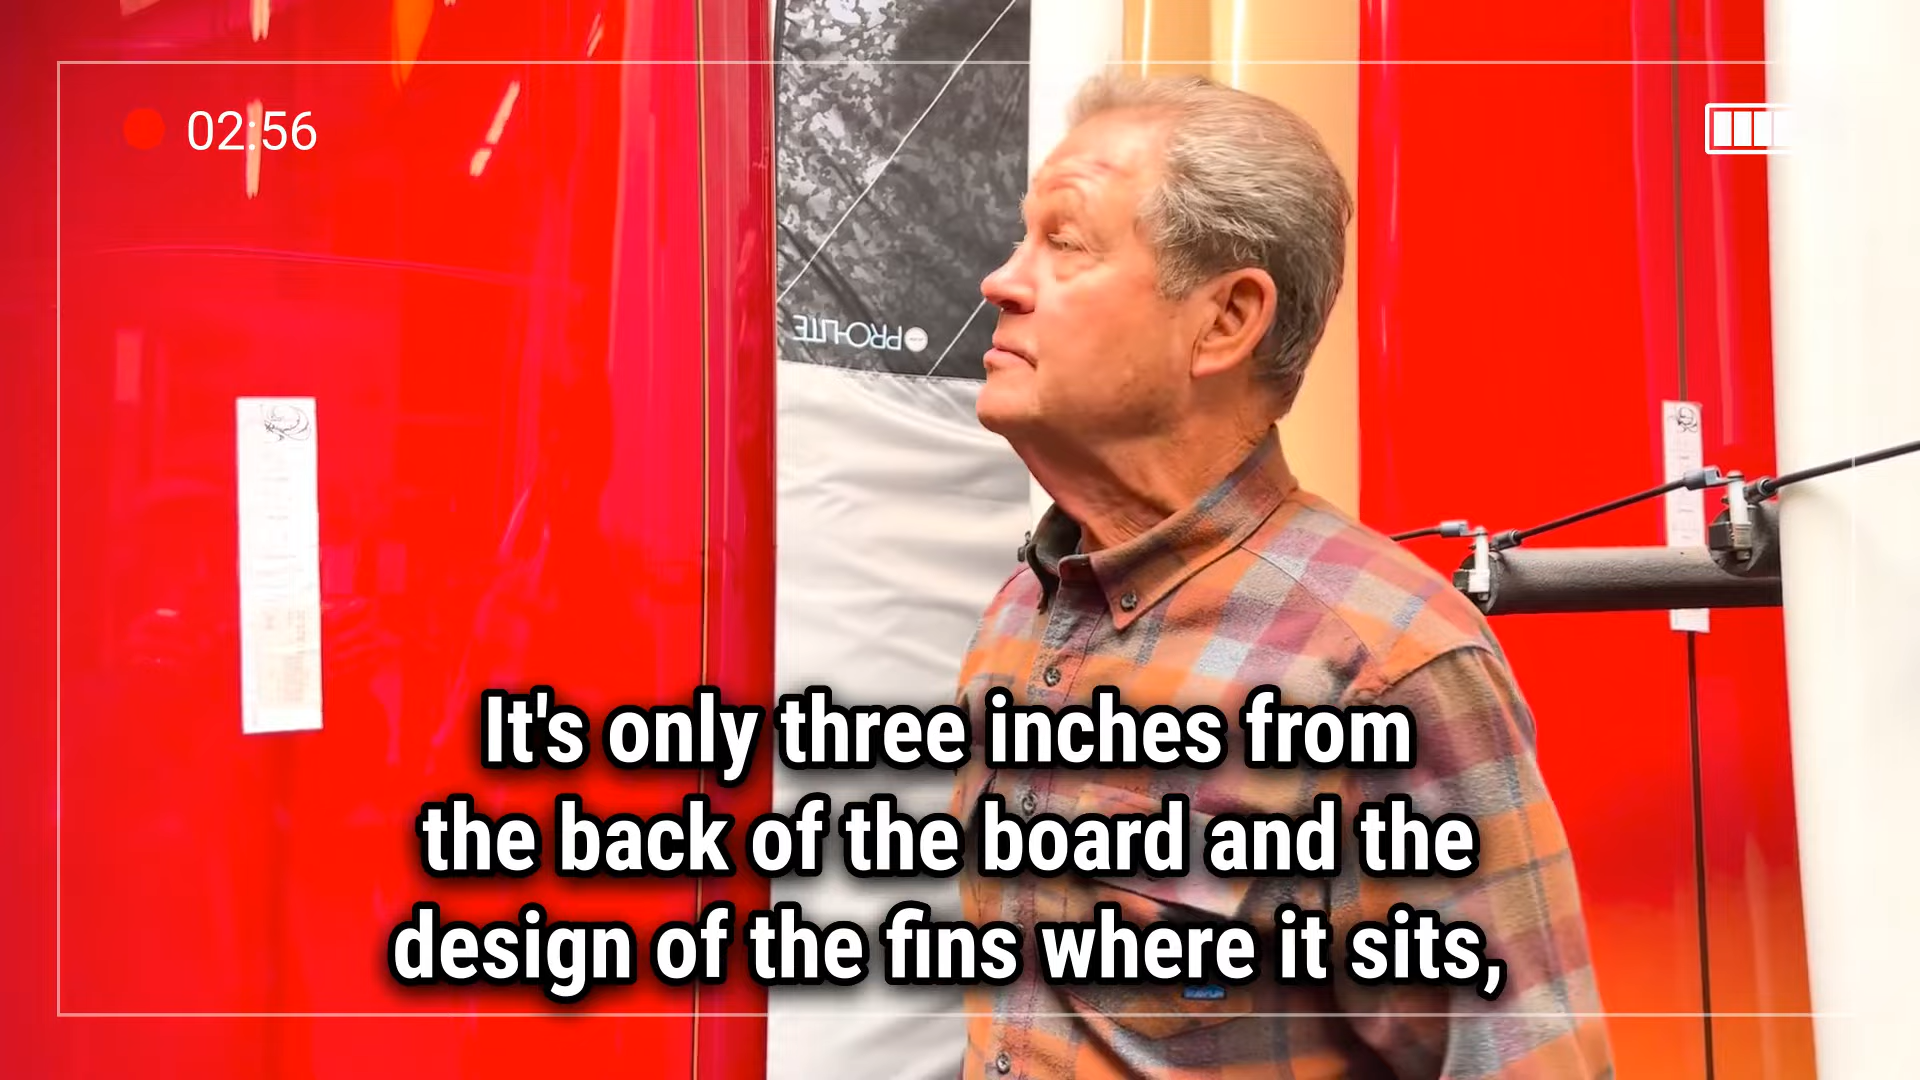 02:56
PRO-LITE
It's only three inches from
the back of the board and the
design of the fins where it sits,